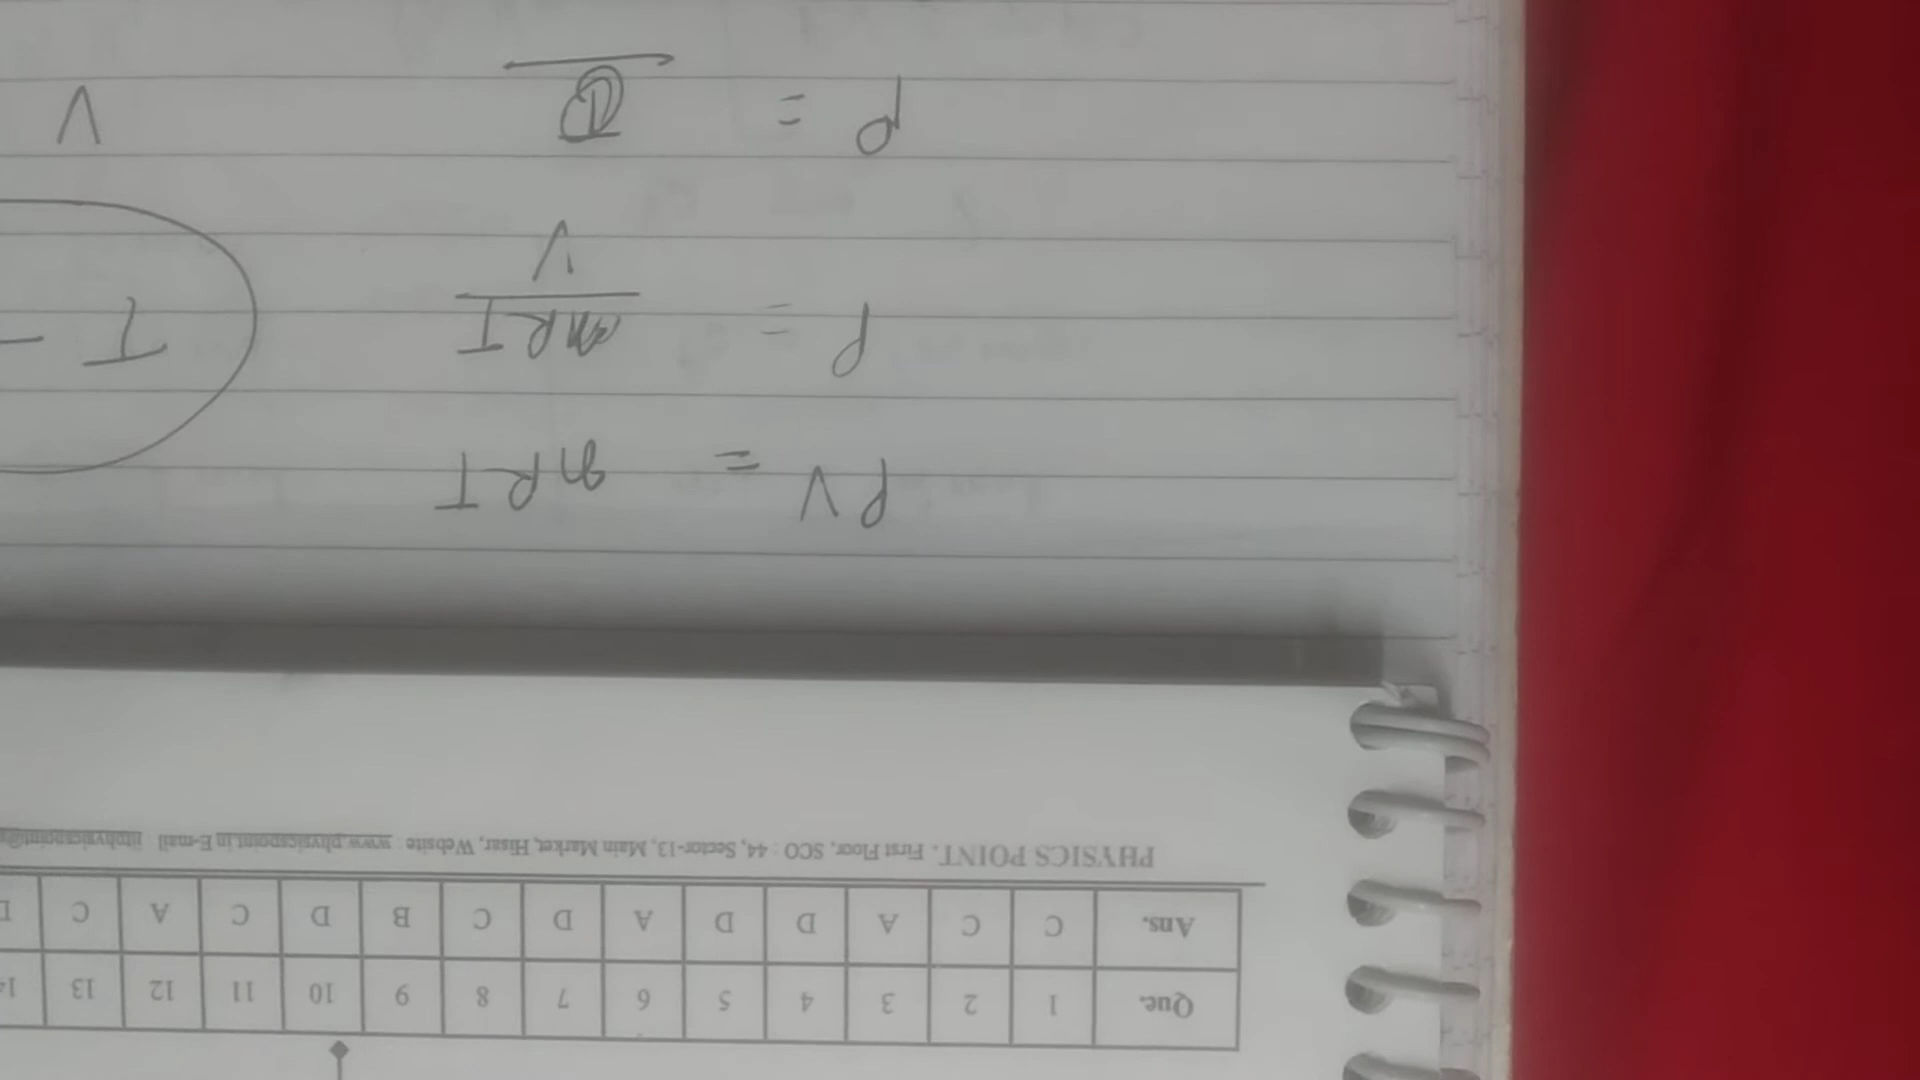 Que. 1 2 3 4 5 6 7 8 9 10 11 12 13
Ans. C C A D D A D C B D C A C
PHYSICS POINT. First Floor, SCO : 44, Sector-13, Main Market, Hisar, Website : www.physicspoint.in E-mail
PV = nRT
P = nRT
V
T -
P = T
V